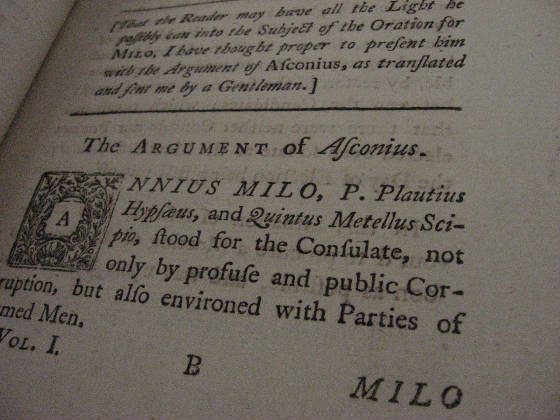 [That the Reader may have all the Light he
possibly can into the Subject of the Oration for
MILO, I have thought proper to present him
with the Argument of Aſconius, as tranſlated
and ſent me by a Gentleman.]
The ARGUMENT of Aſconius.
ANNIUS MILO, P. Plautius
Hypſæus, and Quintus Metellus Sci-
pio, ſtood for the Conſulate, not
only by profuſe and public Cor-
ruption, but alſo environed with Parties of
med Men.
VOL. I. B MILO